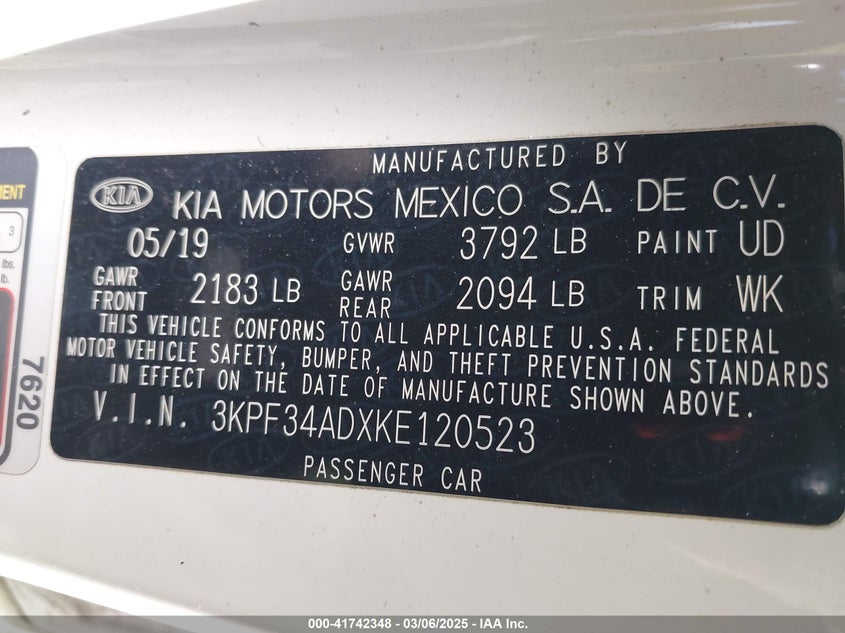 MANUFACTURED BY
KIA KIA MOTORS MEXICO S.A. DE C.V.
05/19 GVWR 3792 LB PAINT UD
GAWR FRONT 2183 LB GAWR REAR 2094 LB TRIM WK
THIS VEHICLE CONFORMS TO ALL APPLICABLE U.S.A. FEDERAL
MOTOR VEHICLE SAFETY, BUMPER, AND THEFT PREVENTION STANDARDS
IN EFFECT ON THE DATE OF MANUFACTURE SHOWN ABOVE.
V.I.N. 3KPF34ADXKE120523
PASSENGER CAR
3
lbs.
lb.
7620
000-41742348 - 03/06/2025 - IAA Inc.